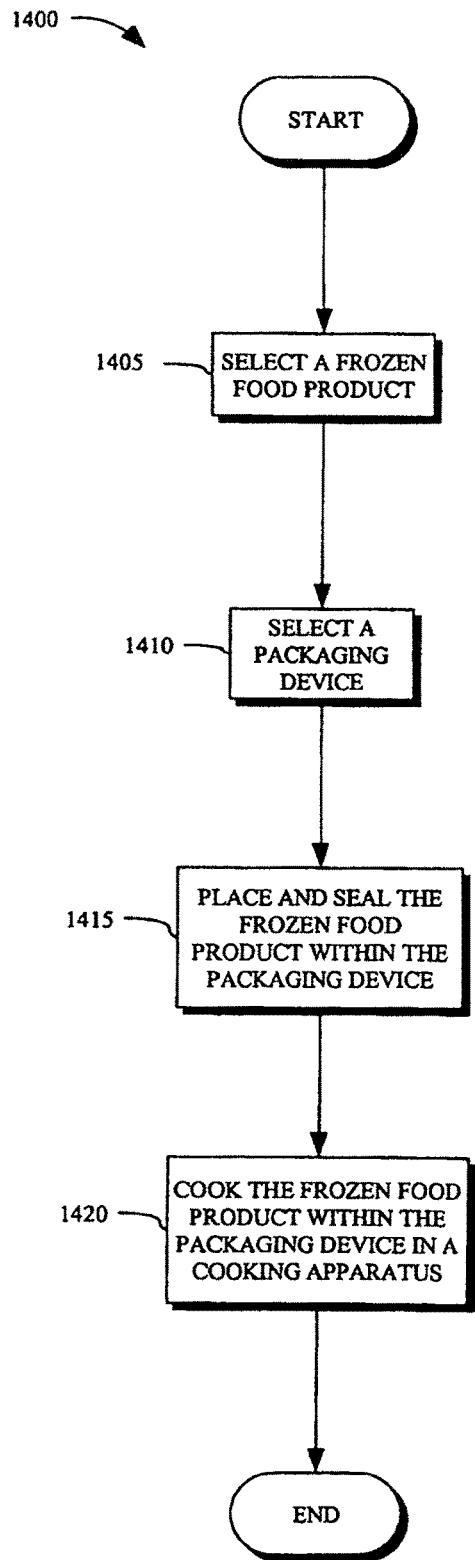 1400
START
1405
SELECT A FROZEN
FOOD PRODUCT
1410
SELECT A
PACKAGING
DEVICE
1415
PLACE AND SEAL THE
FROZEN FOOD
PRODUCT WITHIN THE
PACKAGING DEVICE
1420
COOK THE FROZEN FOOD
PRODUCT WITHIN THE
PACKAGING DEVICE IN A
COOKING APPARATUS
END